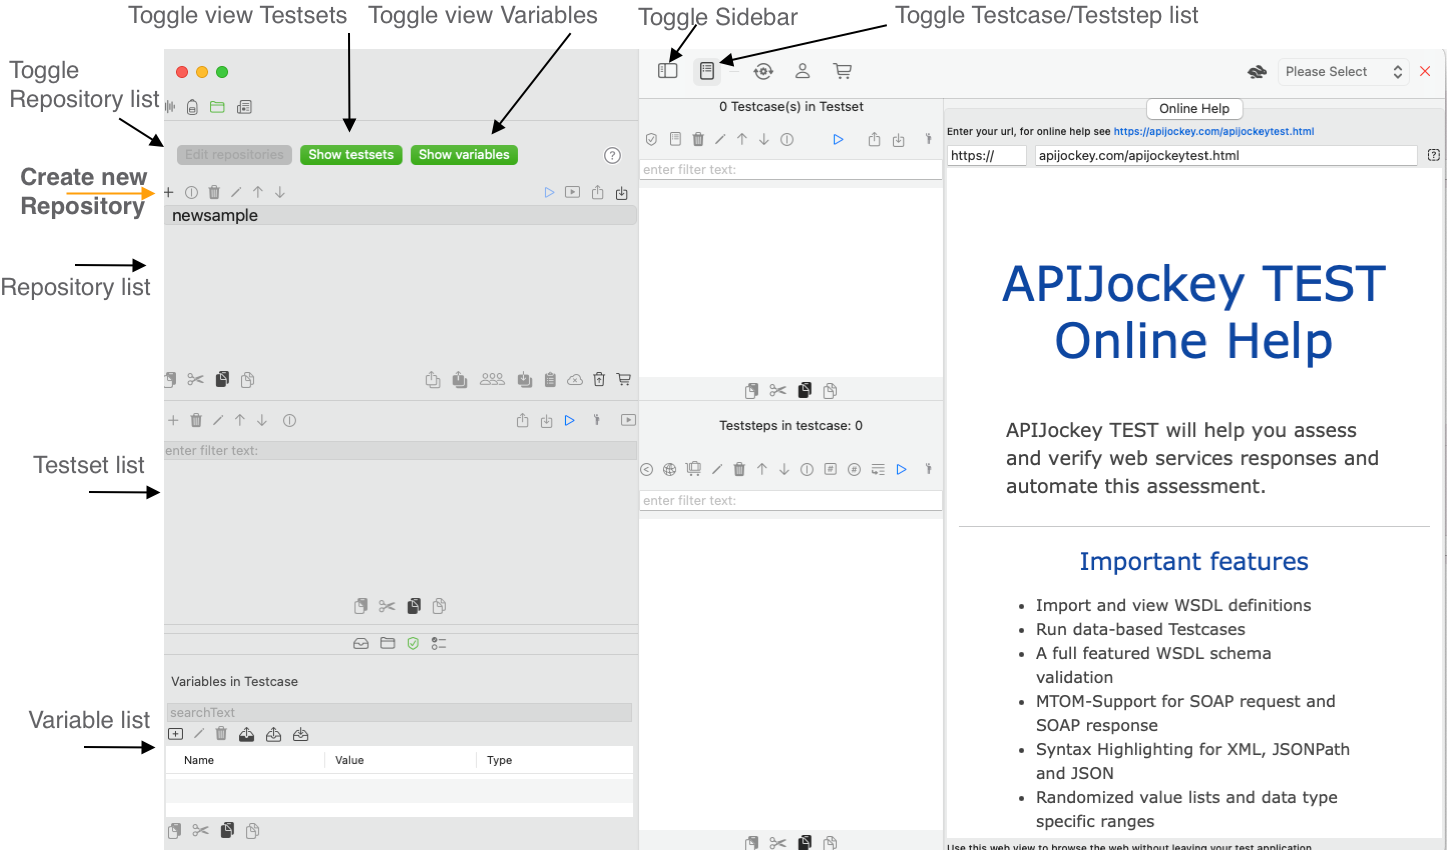 Toggle view Testsets
Toggle view Variables
Toggle Sidebar
Toggle Testcase/Teststep list
Toggle
Repository list
Please Select
0 Testcase(s) in Testset
Online Help
Enter your url, for online help see https://apijockey.com/apijockeytest.html
Edit repositories
Show testsets
Show variables
?
https://
apijockey.com/apijockeytest.html
enter filter text:
Create new
Repository
newsample
Repository list
APIJockey TEST
Online Help
Teststeps in testcase: 0
APIJockey TEST will help you assess
and verify web services responses and
automate this assessment.
enter filter text:
Testset list
enter filter text:
Important features
• Import and view WSDL definitions
• Run data-based Testcases
• A full featured WSDL schema
validation
• MTOM-Support for SOAP request and
SOAP response
• Syntax Highlighting for XML, JSONPath
and JSON
• Randomized value lists and data type
specific ranges
Variables in Testcase
searchText
Variable list
Name
Value
Type
Use this web view to browse the web without leaving your test application